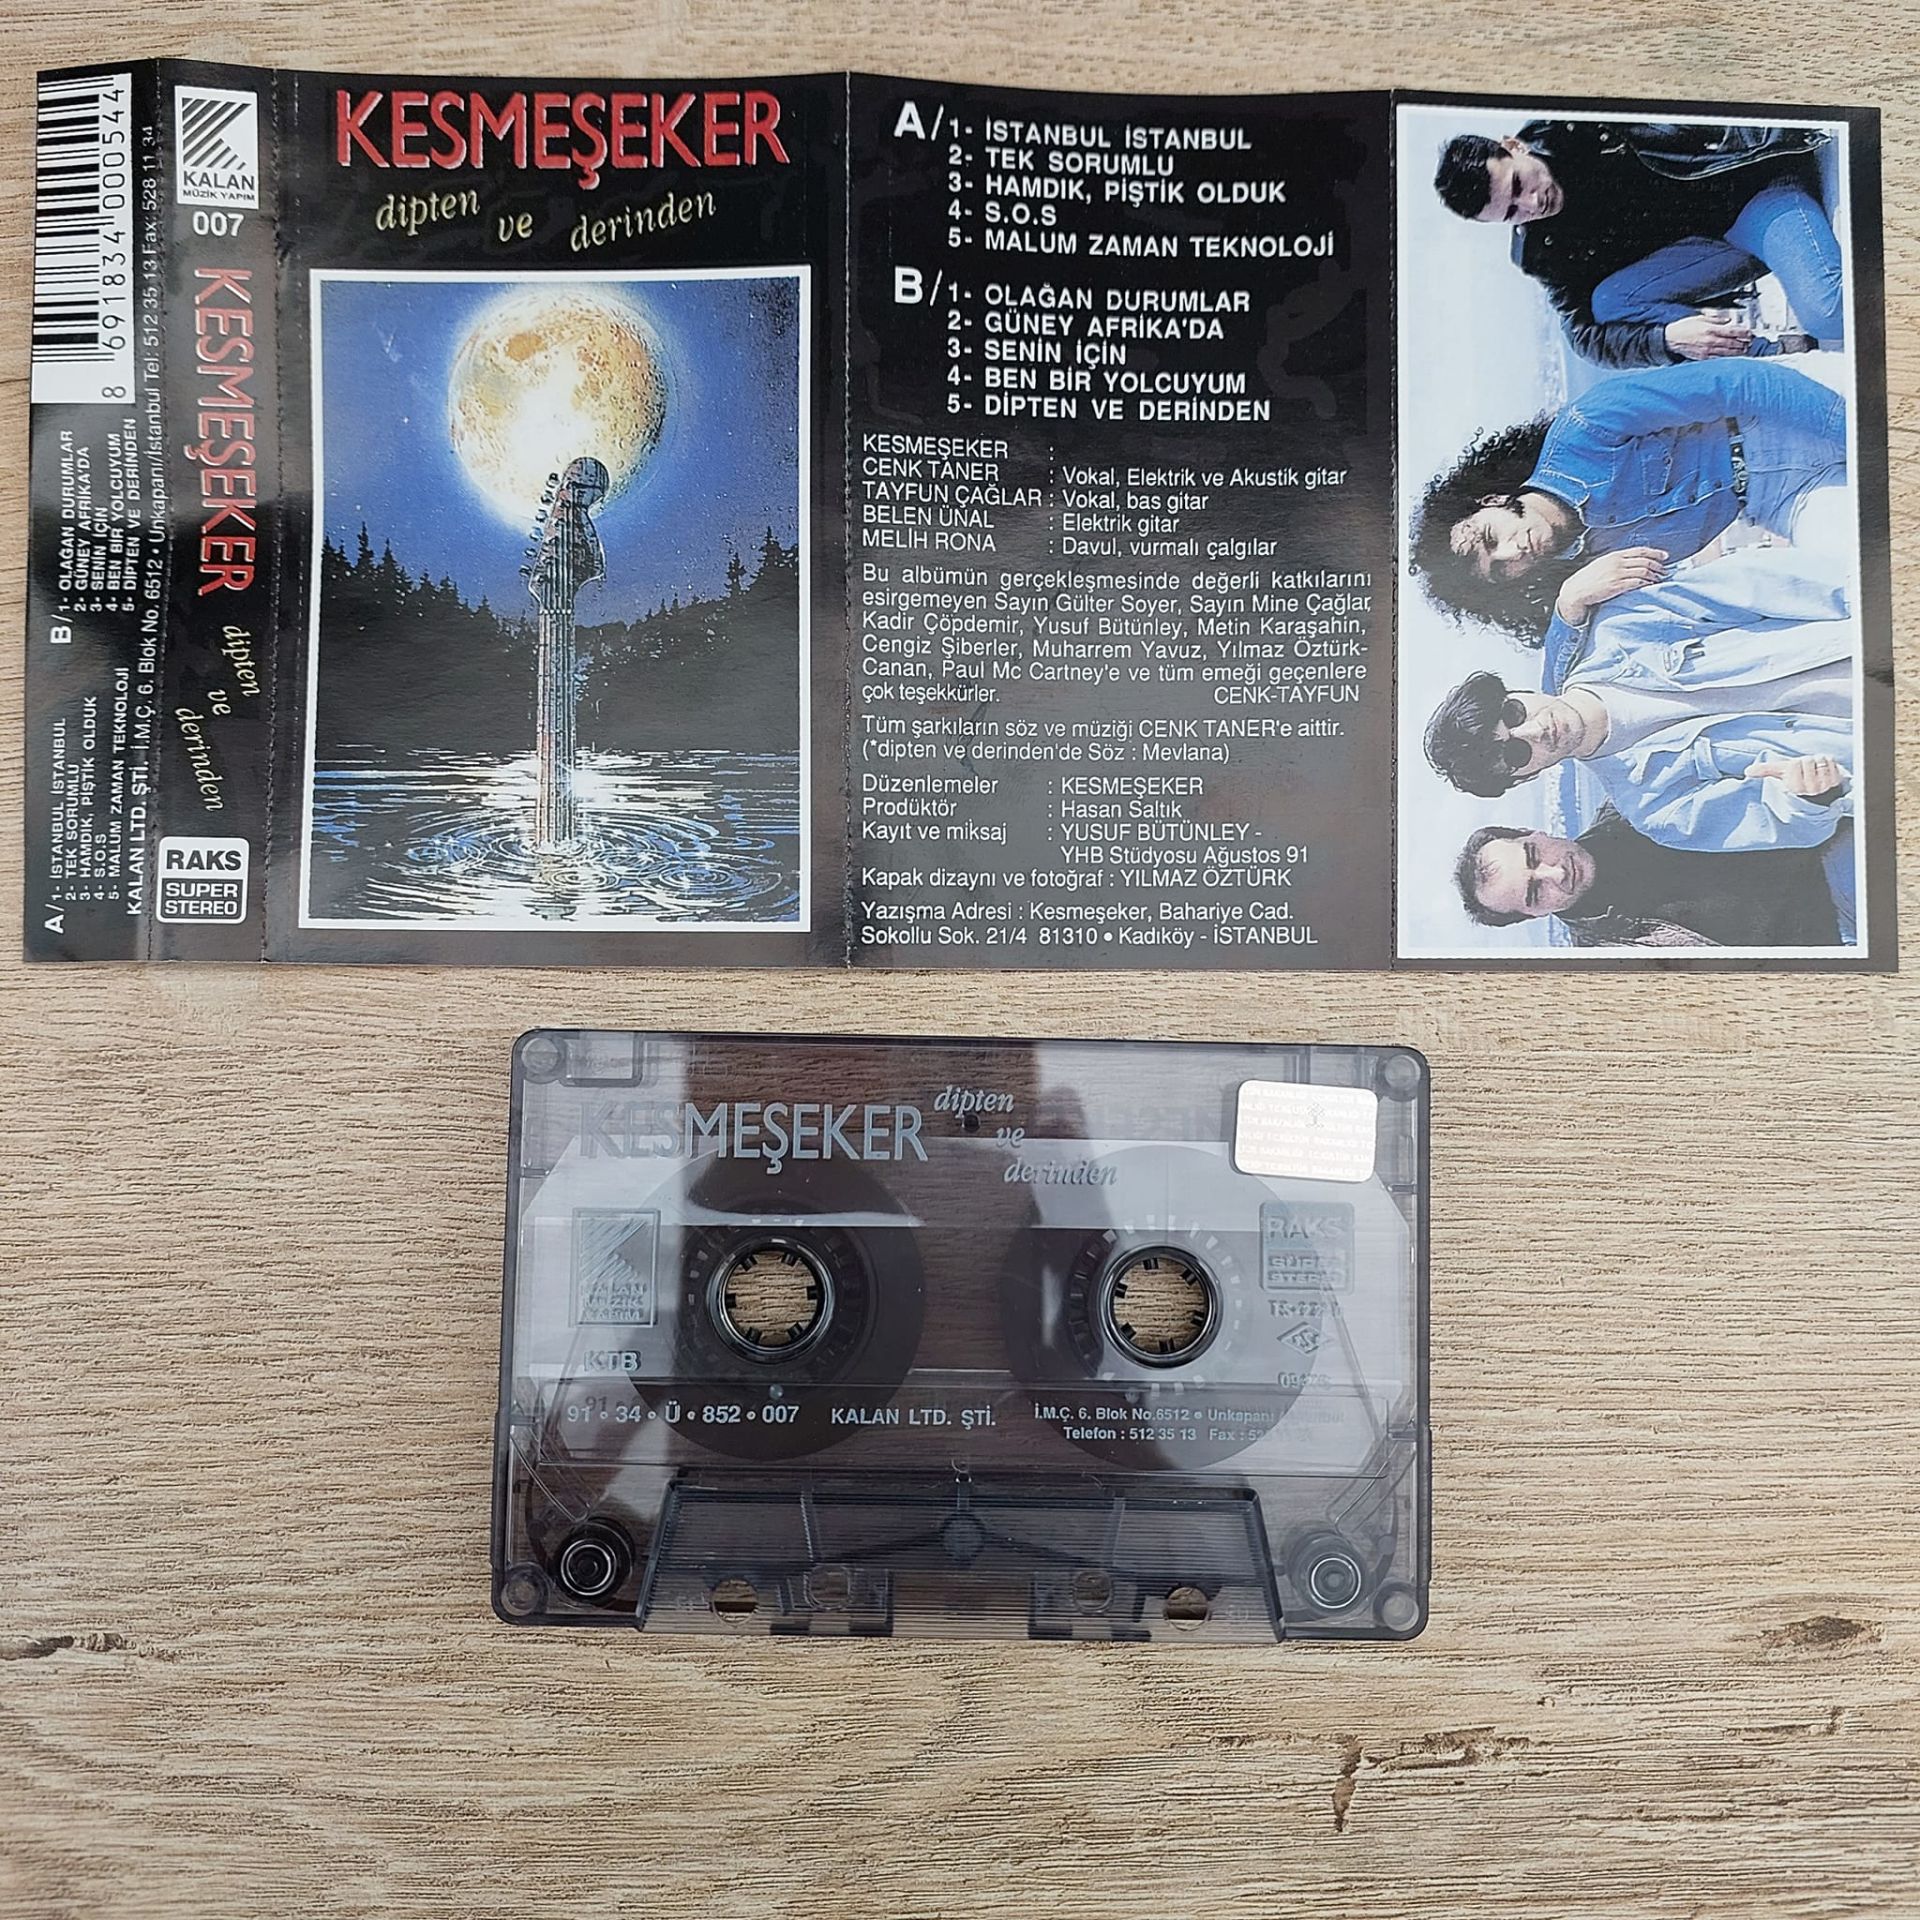 8 691834 000544
A/ 1- İSTANBUL İSTANBUL
2- TEK SORUMLU
3- HAMDIK, PİŞTİK OLDUK
4- S.O.S
5- MALUM ZAMAN TEKNOLOJİ
B/ 1- OLAĞAN DURUMLAR
2- GÜNEY AFRİKA'DA
3- SENİN İÇİN
4- BEN BİR YOLCUYUM
5- DİPTEN VE DERİNDEN
KALAN LTD. ŞTİ. İ.M.Ç. 6. Blok No. 6512 • Unkapanı/İstanbul Tel: 512 35 13 Fax: 528 11 34
KALAN
MÜZİK YAPIM
007
KESMEŞEKER dipten ve derinden
RAKS
SUPER
STEREO
KESMEŞEKER
dipten ve derinden
A/ 1- İSTANBUL İSTANBUL
2- TEK SORUMLU
3- HAMDIK, PİŞTİK OLDUK
4- S.O.S
5- MALUM ZAMAN TEKNOLOJİ
B/ 1- OLAĞAN DURUMLAR
2- GÜNEY AFRİKA'DA
3- SENİN İÇİN
4- BEN BİR YOLCUYUM
5- DİPTEN VE DERİNDEN
KESMEŞEKER :
CENK TANER : Vokal, Elektrik ve Akustik gitar
TAYFUN ÇAĞLAR : Vokal, bas gitar
BELEN ÜNAL : Elektrik gitar
MELİH RONA : Davul, vurmalı çalgılar
Bu albümün gerçekleşmesinde değerli katkılarını
esirgemeyen Sayın Gülter Soyer, Sayın Mine Çağlar,
Kadir Çöpdemir, Yusuf Bütünley, Metin Karaşahin,
Cengiz Şiberler, Muharrem Yavuz, Yılmaz Öztürk-
Canan, Paul Mc Cartney'e ve tüm emeği geçenlere
çok teşekkürler. CENK-TAYFUN
Tüm şarkıların söz ve müziği CENK TANER'e aittir.
(*dipten ve derinden'de Söz : Mevlana)
Düzenlemeler : KESMEŞEKER
Prodüktör : Hasan Saltık
Kayıt ve miksaj : YUSUF BÜTÜNLEY -
YHB Stüdyosu Ağustos 91
Kapak dizaynı ve fotoğraf : YILMAZ ÖZTÜRK
Yazışma Adresi : Kesmeşeker, Bahariye Cad.
Sokollu Sok. 21/4 81310 • Kadıköy - İSTANBUL
KESMEŞEKER
dipten
ve
derinden
KALAN
MÜZİK
YAPIM
RAKS
SÜPER
STEREO
KTB
91 • 34 • Ü • 852 • 007 KALAN LTD. ŞTİ.
İ.M.Ç. 6. Blok No.6512 • Unkapanı
Telefon : 512 35 13 Fax :